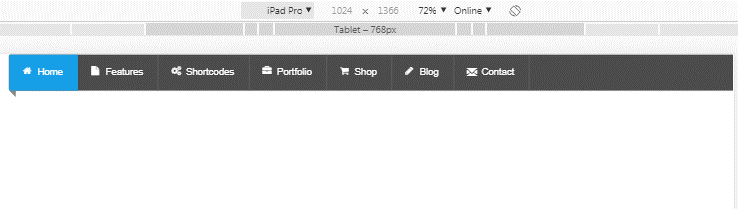 iPad Pro ▼ 1024 x 1366 72% ▼ Online ▼
Tablet – 768px
Home Features Shortcodes Portfolio Shop Blog Contact